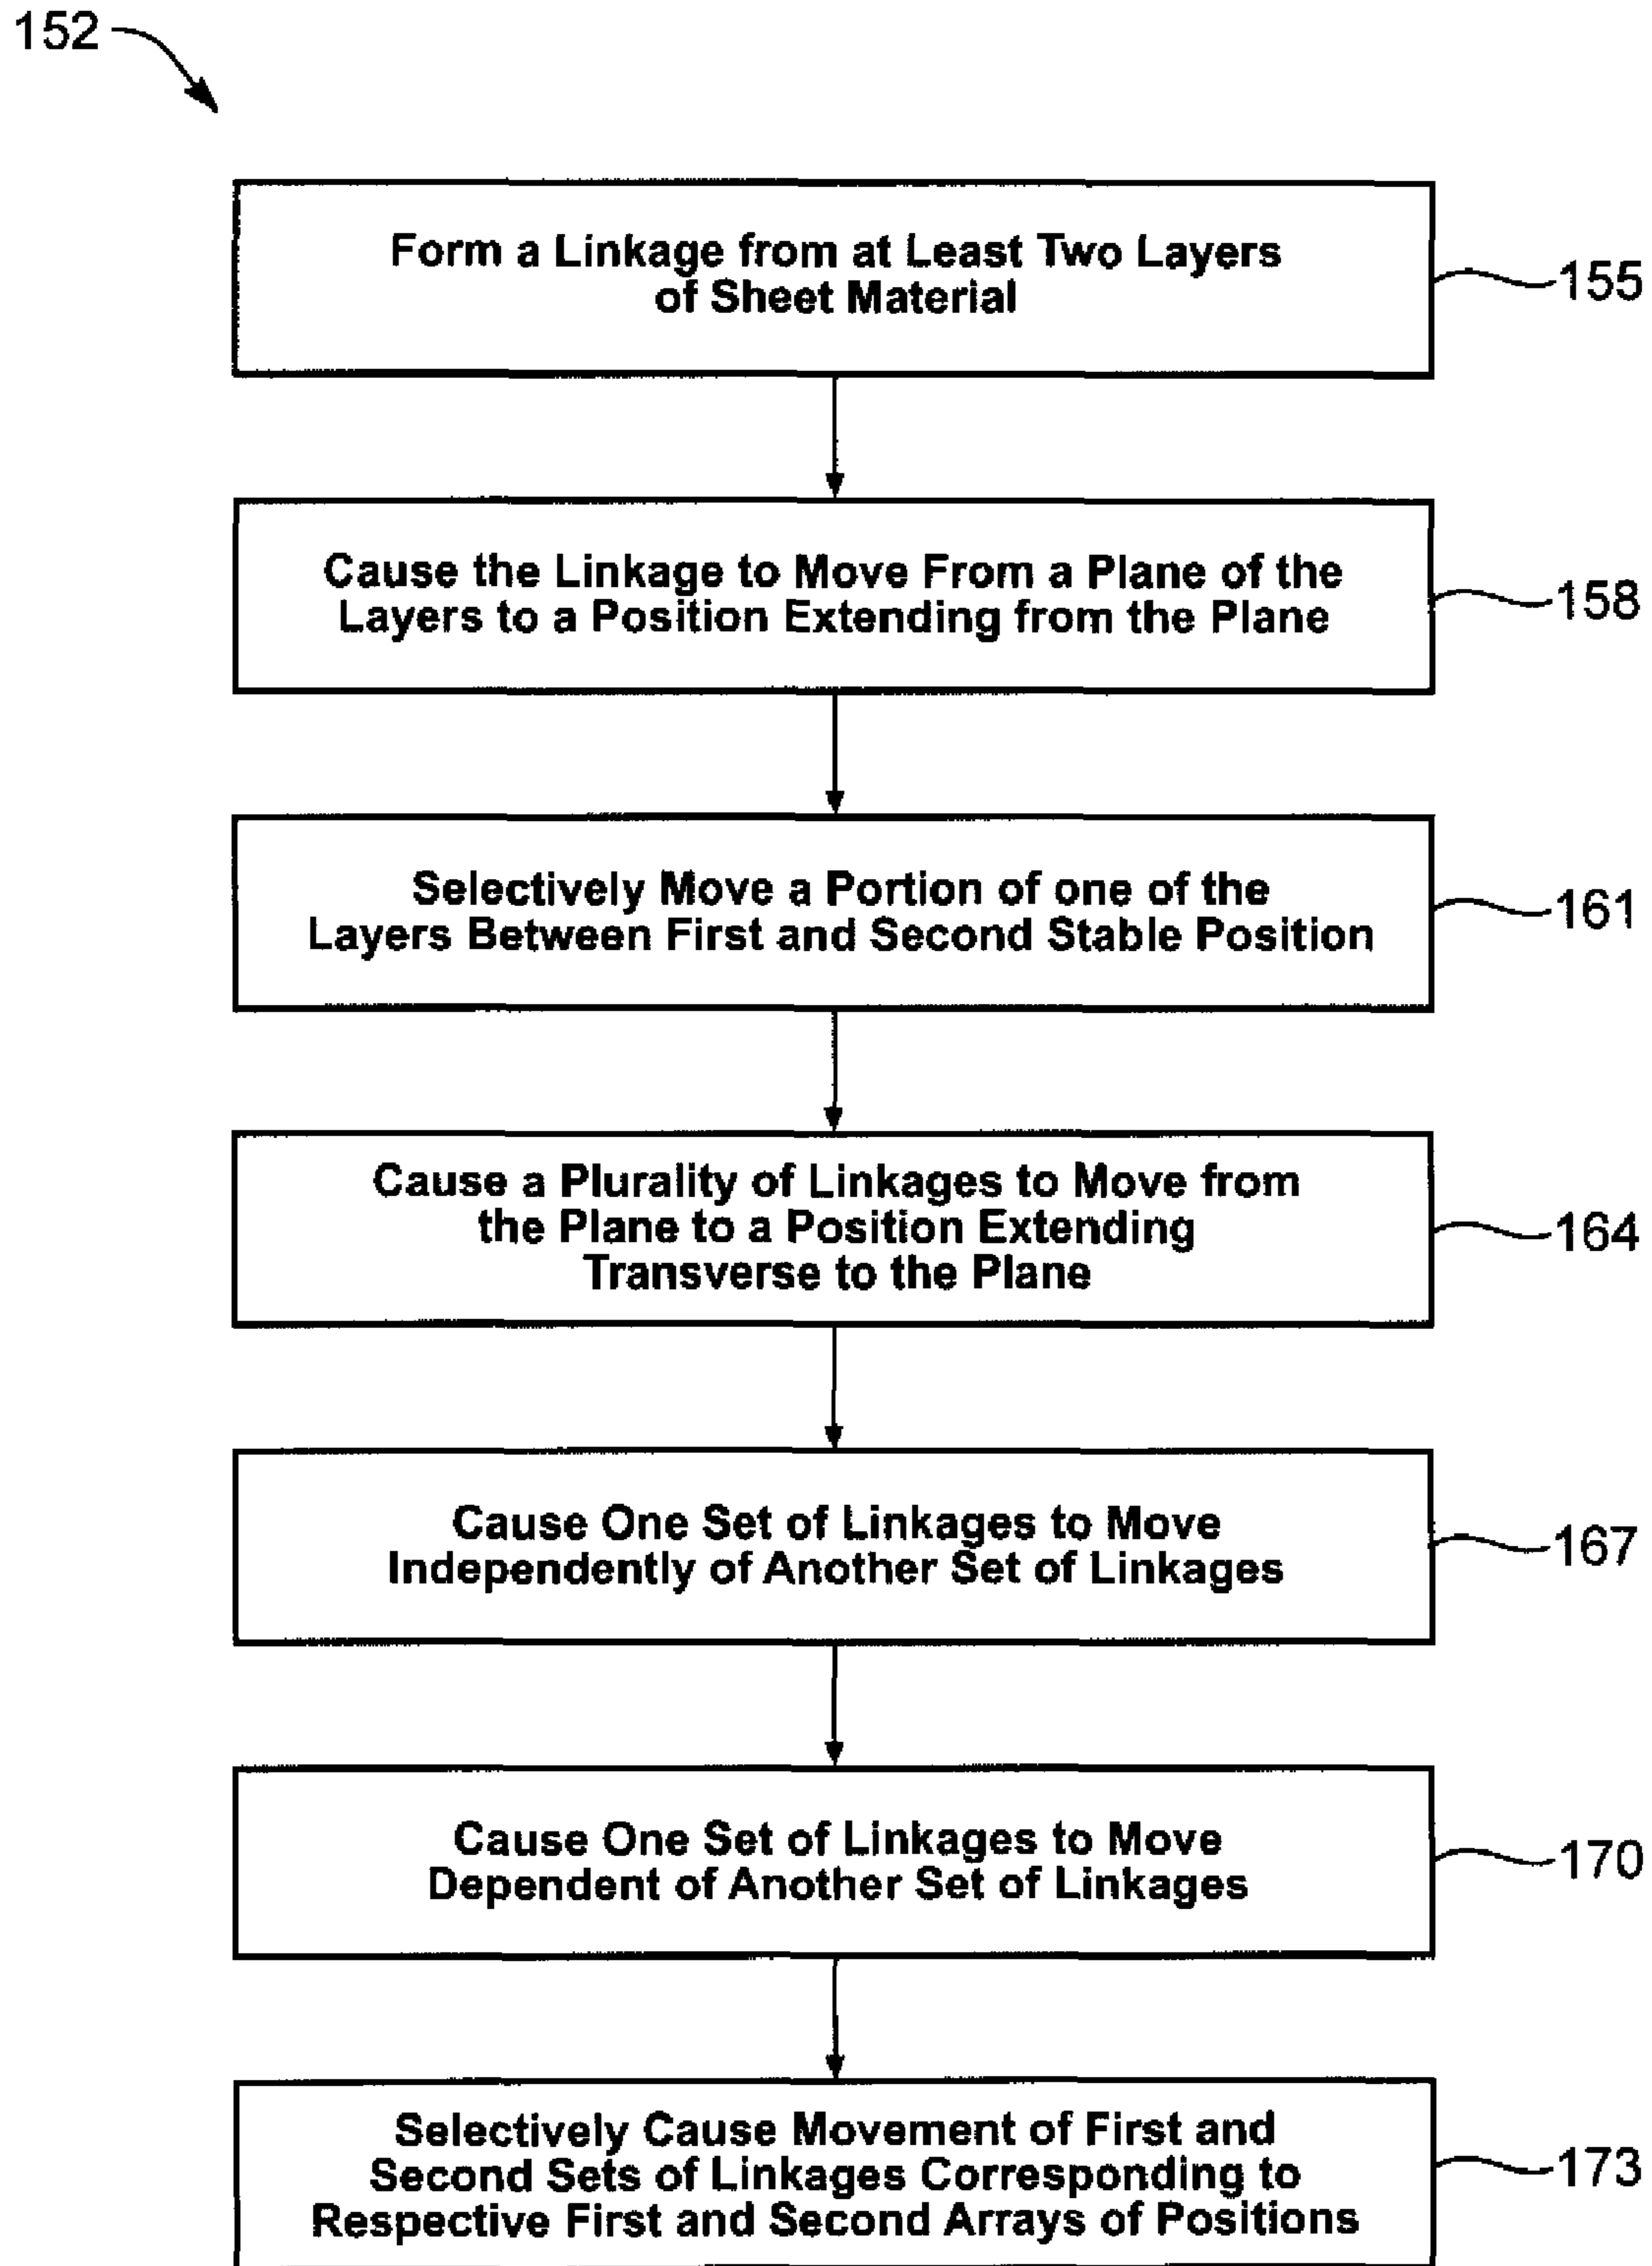 152
Form a Linkage from at Least Two Layers
of Sheet Material
155
Cause the Linkage to Move From a Plane of the
Layers to a Position Extending from the Plane
158
Selectively Move a Portion of one of the
Layers Between First and Second Stable Position
161
Cause a Plurality of Linkages to Move from
the Plane to a Position Extending
Transverse to the Plane
164
Cause One Set of Linkages to Move
Independently of Another Set of Linkages
167
Cause One Set of Linkages to Move
Dependent of Another Set of Linkages
170
Selectively Cause Movement of First and
Second Sets of Linkages Corresponding to
Respective First and Second Arrays of Positions
173